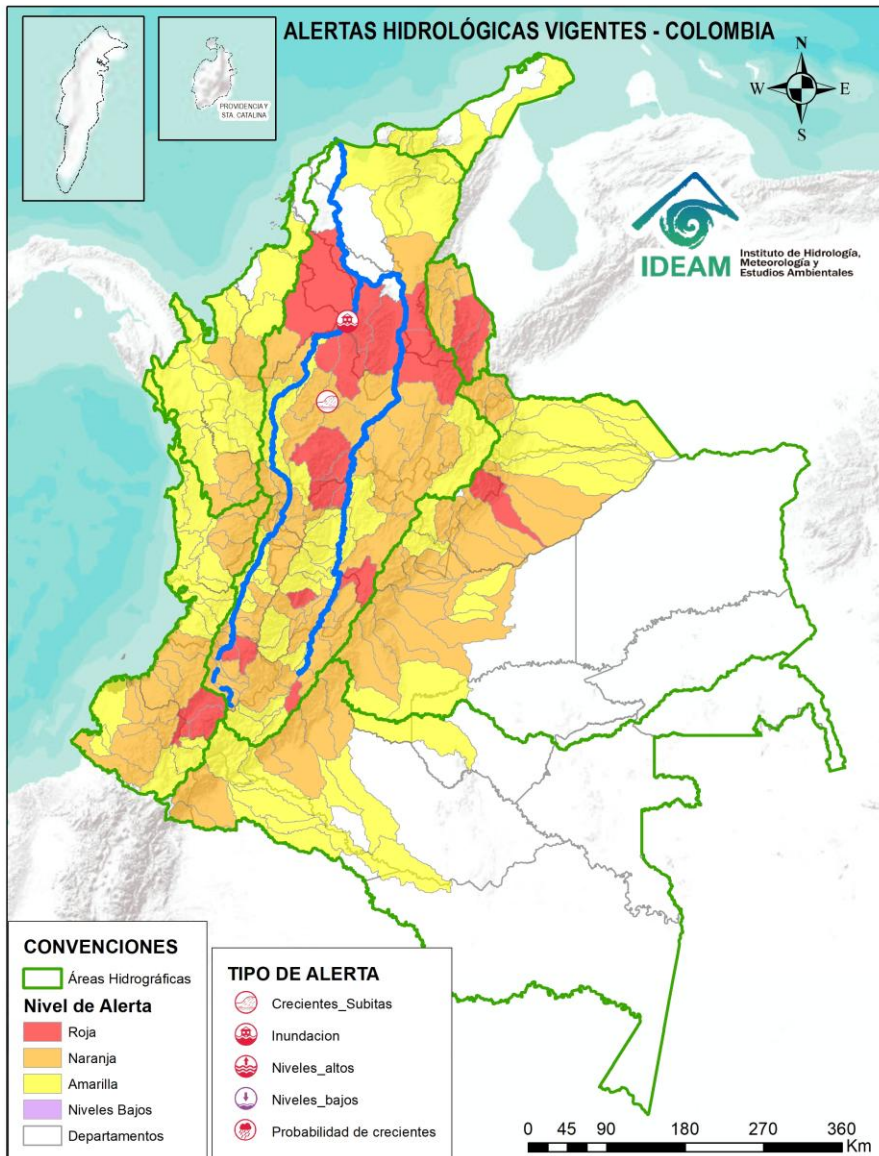 ALERTAS HIDROLÓGICAS VIGENTES - COLOMBIA
PROVIDENCIA Y
STA. CATALINA
N
W E
S
IDEAM
Instituto de Hidrología,
Meteorología y
Estudios Ambientales
CONVENCIONES
Áreas Hidrográficas
Nivel de Alerta
Roja
Naranja
Amarilla
Niveles Bajos
Departamentos
TIPO DE ALERTA
Crecientes_Subitas
Inundacion
Niveles_altos
Niveles_bajos
Probabilidad de crecientes
0 45 90 180 270 360
Km